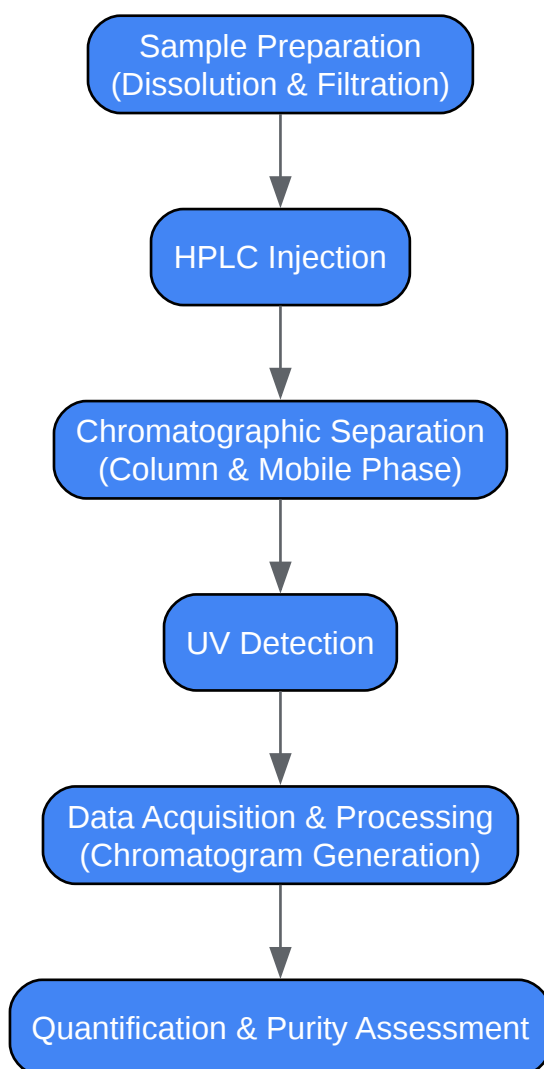 Sample Preparation
(Dissolution & Filtration)
HPLC Injection
Chromatographic Separation
(Column & Mobile Phase)
UV Detection
Data Acquisition & Processing
(Chromatogram Generation)
Quantification & Purity Assessment